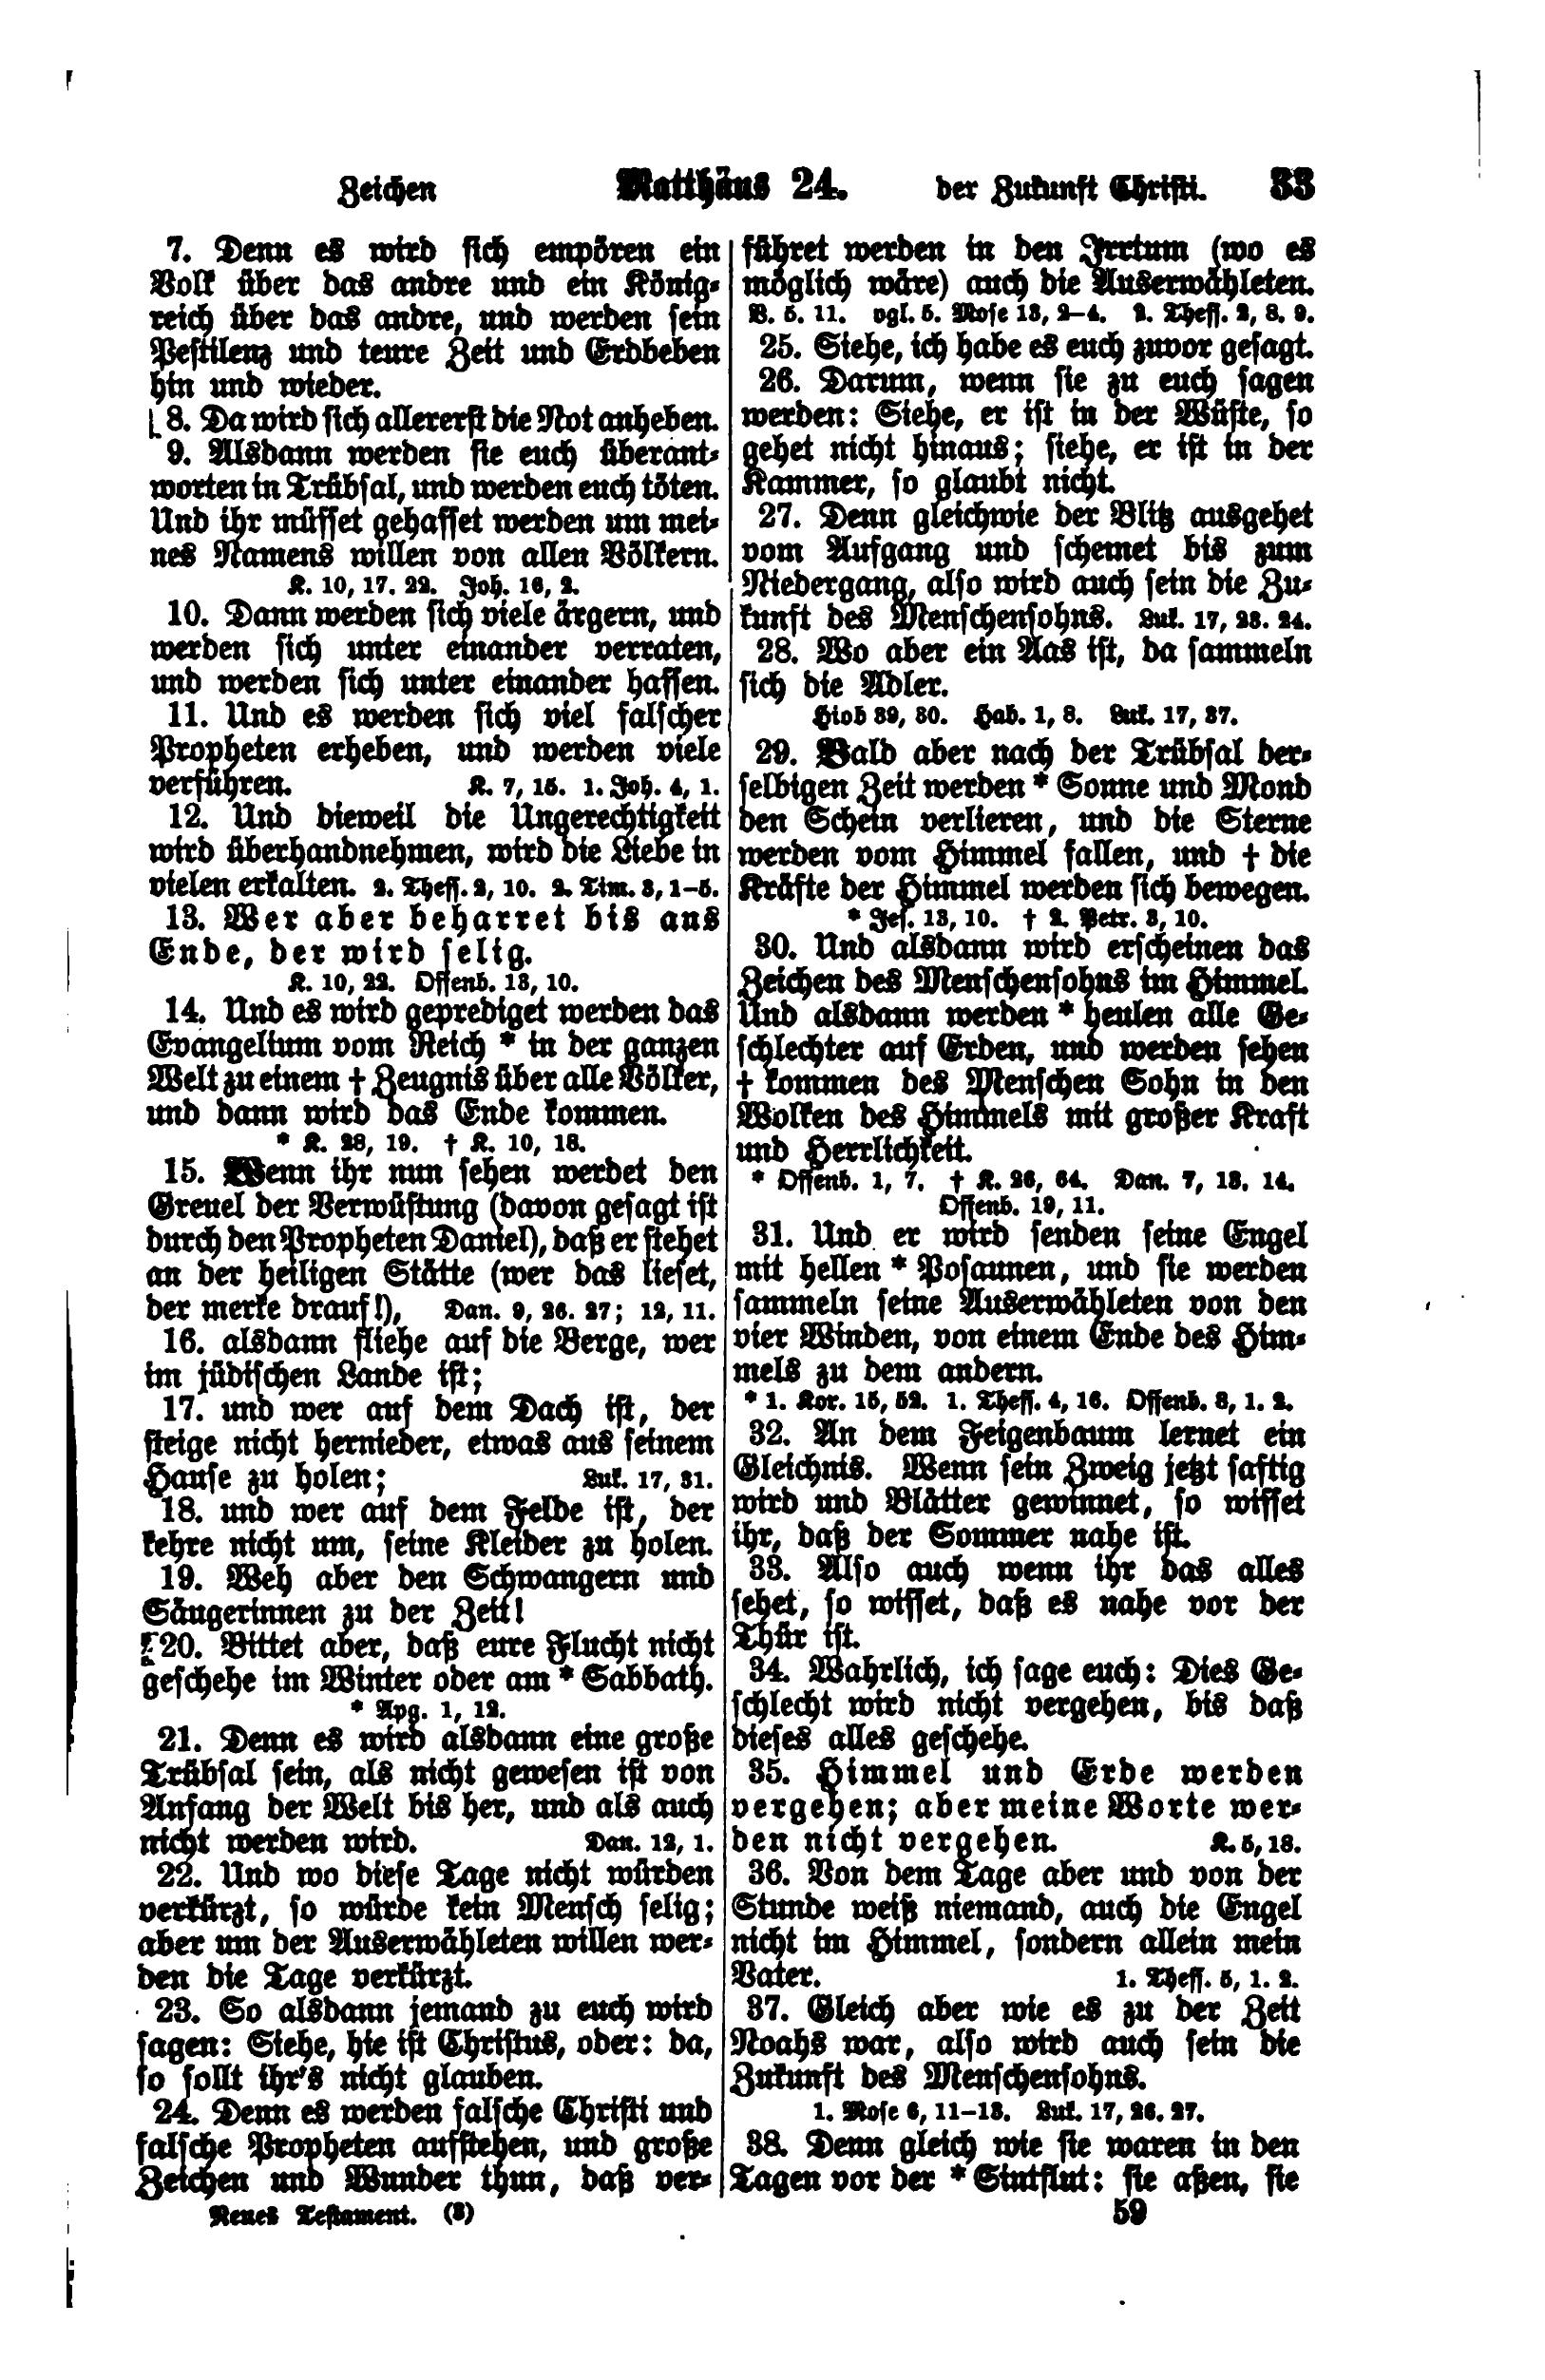 Zeichen Matthäus 24. der Zukunft Christi. 33
7. Denn es wird sich empören ein
Volk über das andre und ein König-
reich über das andre, und werden sein
Pestilenz und teure Zeit und Erdbeben
hin und wieder.
8. Da wird sich allererst die Not anheben.
9. Alsdann werden sie euch überant-
worten in Trübsal, und werden euch töten.
Und ihr müsset gehasset werden um mei-
nes Namens willen von allen Völkern.
K. 10, 17. 22. Joh. 16, 2.
10. Dann werden sich viele ärgern, und
werden sich unter einander verraten,
und werden sich unter einander hassen.
11. Und es werden sich viel falscher
Propheten erheben, und werden viele
verführen. K. 7, 15. 1. Joh. 4, 1.
12. Und dieweil die Ungerechtigkeit
wird überhandnehmen, wird die Liebe in
vielen erkalten. 2. Thess. 2, 10. 2. Tim. 3, 1-5.
13. Wer aber beharret bis ans
Ende, der wird selig.
K. 10, 22. Offenb. 13, 10.
14. Und es wird geprediget werden das
Evangelium vom Reich * in der ganzen
Welt zu einem † Zeugnis über alle Völker,
und dann wird das Ende kommen.
* K. 28, 19. † K. 10, 18.
15. Wenn ihr nun sehen werdet den
Greuel der Verwüstung (davon gesagt ist
durch den Propheten Daniel), daß er stehet
an der heiligen Stätte (wer das lieset,
der merke drauf!), Dan. 9, 26. 27; 12, 11.
16. alsdann fliehe auf die Berge, wer
im jüdischen Lande ist;
17. und wer auf dem Dach ist, der
steige nicht hernieder, etwas aus seinem
Hause zu holen; Luk. 17, 31.
18. und wer auf dem Felde ist, der
kehre nicht um, seine Kleider zu holen.
19. Weh aber den Schwangern und
Säugerinnen zu der Zeit!
20. Bittet aber, daß eure Flucht nicht
geschehe im Winter oder am * Sabbath.
* Apg. 1, 12.
21. Denn es wird alsdann eine große
Trübsal sein, als nicht gewesen ist von
Anfang der Welt bis her, und als auch
nicht werden wird. Dan. 12, 1.
22. Und wo diese Tage nicht würden
verkürzt, so würde kein Mensch selig;
aber um der Auserwähleten willen wer-
den die Tage verkürzt.
23. So alsdann jemand zu euch wird
sagen: Siehe, hie ist Christus, oder: da,
so sollt ihr's nicht glauben.
24. Denn es werden falsche Christi und
falsche Propheten aufstehen, und große
Zeichen und Wunder thun, daß ver-
Neues Testament. (3)
führet werden in den Irrtum (wo es
möglich wäre) auch die Auserwähleten.
V. 5. 11. vgl. 5. Mose 13, 2-4. 2. Thess. 2, 8. 9.
25. Siehe, ich habe es euch zuvor gesagt.
26. Darum, wenn sie zu euch sagen
werden: Siehe, er ist in der Wüste, so
gehet nicht hinaus; siehe, er ist in der
Kammer, so glaubt nicht.
27. Denn gleichwie der Blitz ausgehet
vom Aufgang und scheinet bis zum
Niedergang, also wird auch sein die Zu-
kunft des Menschensohns. Luk. 17, 23. 24.
28. Wo aber ein Aas ist, da sammeln
sich die Adler.
Hiob 39, 30. Hab. 1, 8. Luk. 17, 37.
29. Bald aber nach der Trübsal der-
selbigen Zeit werden * Sonne und Mond
den Schein verlieren, und die Sterne
werden vom Himmel fallen, und † die
Kräfte der Himmel werden sich bewegen.
* Jes. 13, 10. † 2. Petr. 3, 10.
30. Und alsdann wird erscheinen das
Zeichen des Menschensohns im Himmel.
Und alsdann werden * heulen alle Ge-
schlechter auf Erden, und werden sehen
† kommen des Menschen Sohn in den
Wolken des Himmels mit großer Kraft
und Herrlichkeit.
* Offenb. 1, 7. † K. 26, 64. Dan. 7, 13. 14.
Offenb. 19, 11.
31. Und er wird senden seine Engel
mit hellen * Posaunen, und sie werden
sammeln seine Auserwähleten von den
vier Winden, von einem Ende des Him-
mels zu dem andern.
* 1. Kor. 15, 52. 1. Thess. 4, 16. Offenb. 8, 1. 2.
32. An dem Feigenbaum lernet ein
Gleichnis. Wenn sein Zweig jetzt saftig
wird und Blätter gewinnet, so wisset
ihr, daß der Sommer nahe ist.
33. Also auch wenn ihr das alles
sehet, so wisset, daß es nahe vor der
Thür ist.
34. Wahrlich, ich sage euch: Dies Ge-
schlecht wird nicht vergehen, bis daß
dieses alles geschehe.
35. Himmel und Erde werden
vergehen; aber meine Worte wer-
den nicht vergehen. K. 5, 18.
36. Von dem Tage aber und von der
Stunde weiß niemand, auch die Engel
nicht im Himmel, sondern allein mein
Vater. 1. Thess. 5, 1. 2.
37. Gleich aber wie es zu der Zeit
Noahs war, also wird auch sein die
Zukunft des Menschensohns.
1. Mose 6, 11-13. Luk. 17, 26. 27.
38. Denn gleich wie sie waren in den
Tagen vor der * Sintflut: sie aßen, sie
59